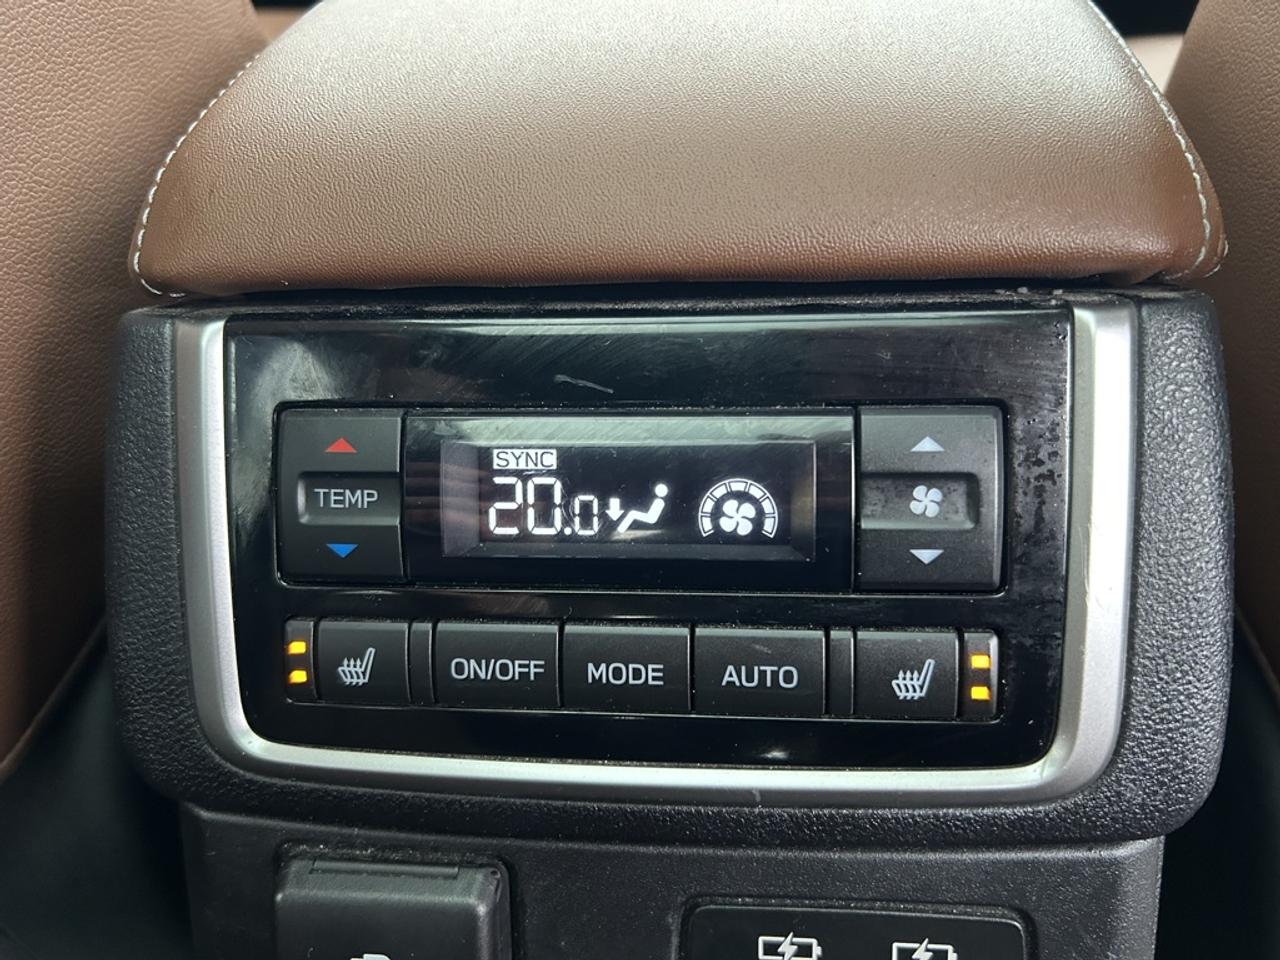 SYNC
TEMP
20.0
ON/OFF
MODE
AUTO